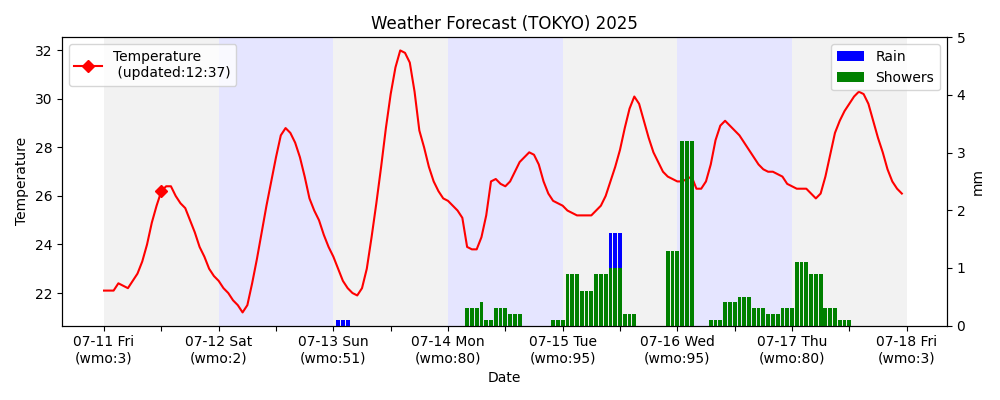 Weather Forecast (TOKYO) 2025
Temperature
(updated:12:37)
Rain
Showers
32
30
28
26
24
22
Temperature
5
4
3
2
1
0
mm
07-11 Fri
(wmo:3)
07-12 Sat
(wmo:2)
07-13 Sun
(wmo:51)
07-14 Mon
(wmo:80)
07-15 Tue
(wmo:95)
07-16 Wed
(wmo:95)
07-17 Thu
(wmo:80)
07-18 Fri
(wmo:3)
Date